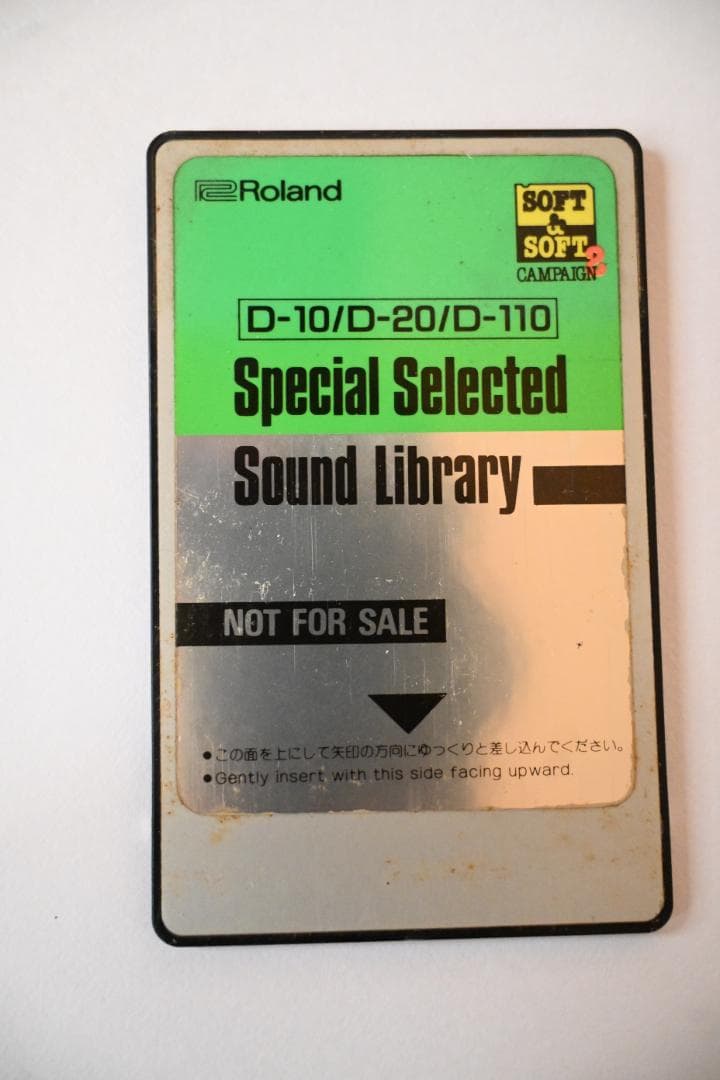 Roland
SOFT
&
SOFT
CAMPAIGN 2
D-10/D-20/D-110
Special Selected
Sound Library
NOT FOR SALE
●この面を上にして矢印の方向にゆっくりと差し込んでください。
●Gently insert with this side facing upward.